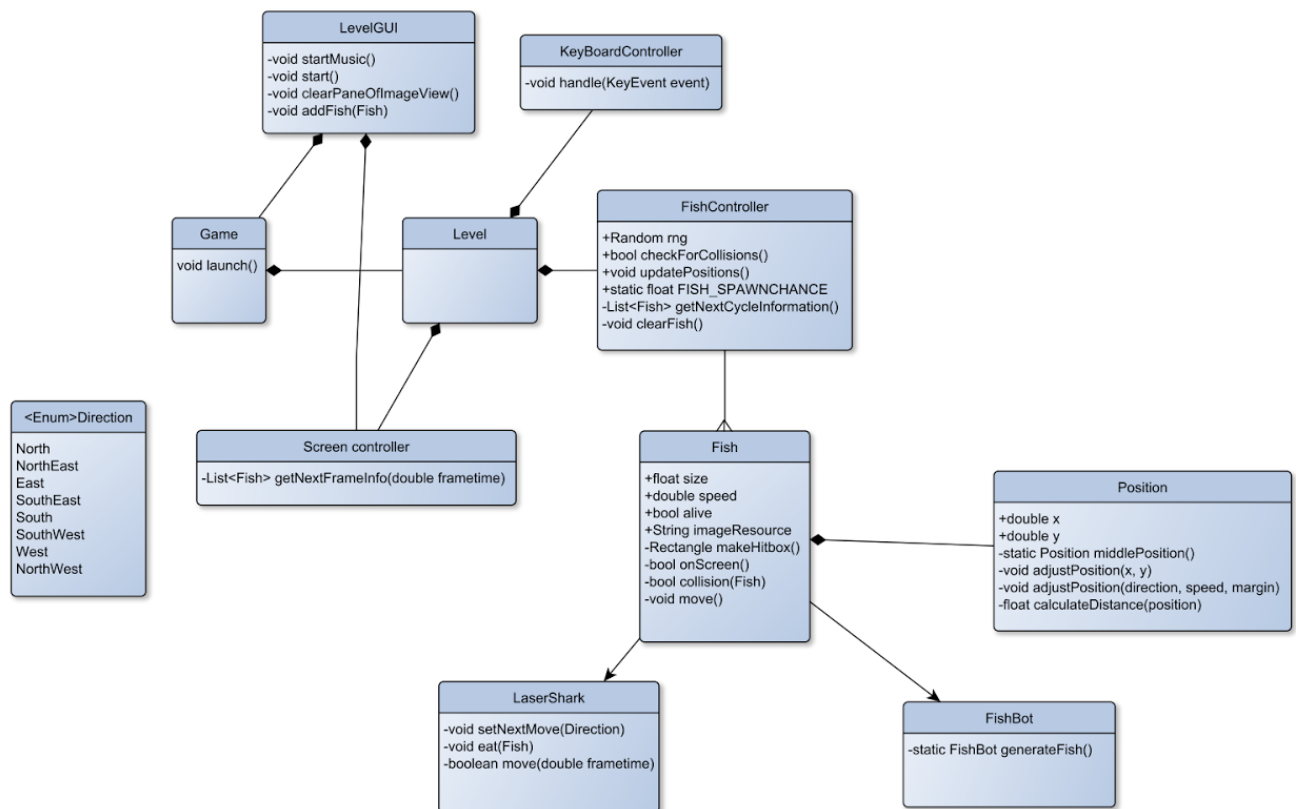 LevelGUI
-void startMusic()
-void start()
-void clearPaneOfImageView()
-void addFish(Fish)
KeyBoardController
-void handle(KeyEvent event)
Game
void launch()
Level
FishController
+Random rng
+bool checkForCollisions()
+void updatePositions()
+static float FISH_SPAWNCHANCE
-List<Fish> getNextCycleInformation()
-void clearFish()
<Enum>Direction
North
NorthEast
East
SouthEast
South
SouthWest
West
NorthWest
Screen controller
-List<Fish> getNextFrameInfo(double frametime)
Fish
+float size
+double speed
+bool alive
+String imageResource
-Rectangle makeHitbox()
-bool onScreen()
-bool collision(Fish)
-void move()
Position
+double x
+double y
-static Position middlePosition()
-void adjustPosition(x, y)
-void adjustPosition(direction, speed, margin)
-float calculateDistance(position)
LaserShark
-void setNextMove(Direction)
-void eat(Fish)
-boolean move(double frametime)
FishBot
-static FishBot generateFish()